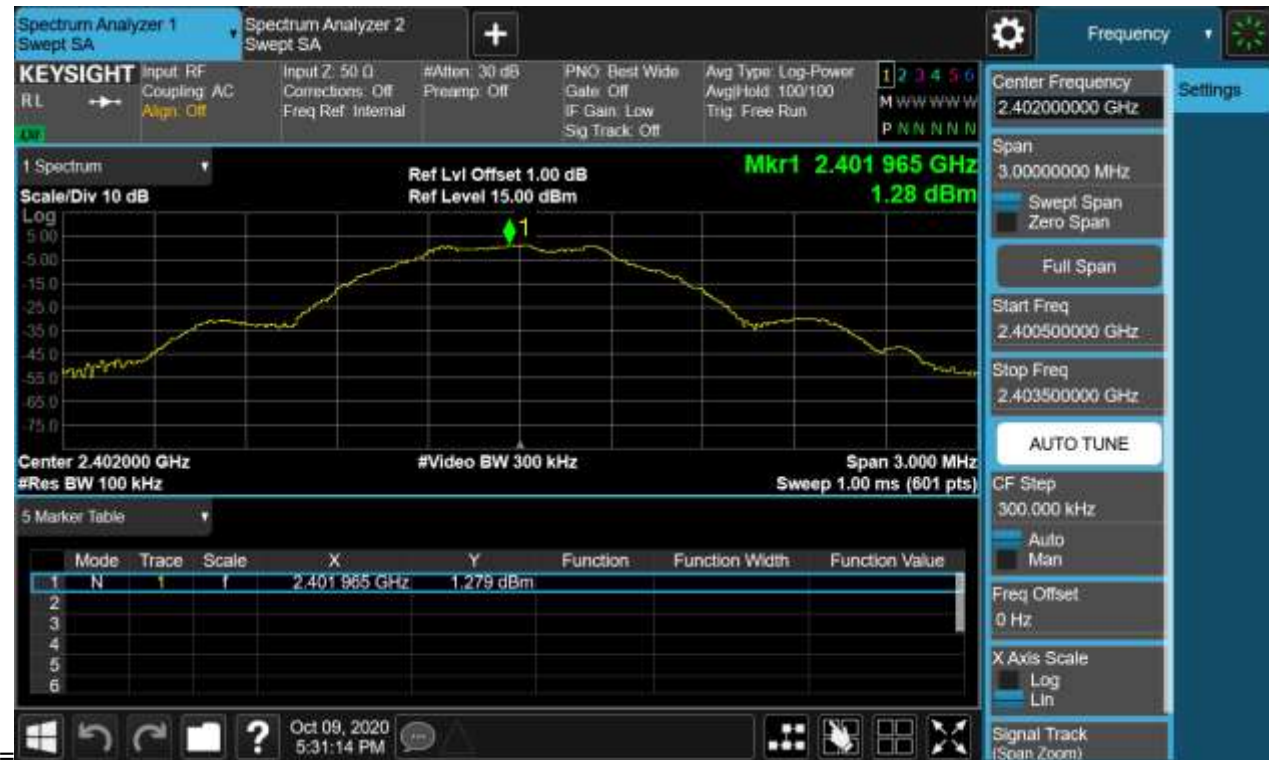 Spectrum Analyzer 1
Swept SA
Spectrum Analyzer 2
Swept SA
Frequency
KEYSIGHT
RL
Input: RF
Coupling: AC
Align: Off
Input Z: 50 Ω
Corrections: Off
Freq Ref: Internal
#Atten: 30 dB
Preamp: Off
PNO: Best Wide
Gate: Off
IF Gain: Low
Sig Track: Off
Avg Type: Log-Power
Avg|Hold: 100/100
Trig: Free Run
1 2 3 4 5 6
M W W W W W
P N N N N N
1 Spectrum
Scale/Div 10 dB
Ref Lvl Offset 1.00 dB
Ref Level 15.00 dBm
Mkr1 2.401 965 GHz
1.28 dBm
Log
5.00
-5.00
-15.0
-25.0
-35.0
-45.0
-55.0
-65.0
-75.0
1
Center 2.402000 GHz
#Res BW 100 kHz
#Video BW 300 kHz
Span 3.000 MHz
Sweep 1.00 ms (601 pts)
5 Marker Table
Mode Trace Scale X Y Function Function Width Function Value
1 N 1 f 2.401 965 GHz 1.279 dBm
2
3
4
5
6
Oct 09, 2020
5:31:14 PM
Center Frequency
2.402000000 GHz
Settings
Span
3.00000000 MHz
Swept Span
Zero Span
Full Span
Start Freq
2.400500000 GHz
Stop Freq
2.403500000 GHz
AUTO TUNE
CF Step
300.000 kHz
Auto
Man
Freq Offset
0 Hz
X Axis Scale
Log
Lin
Signal Track
(Span Zoom)